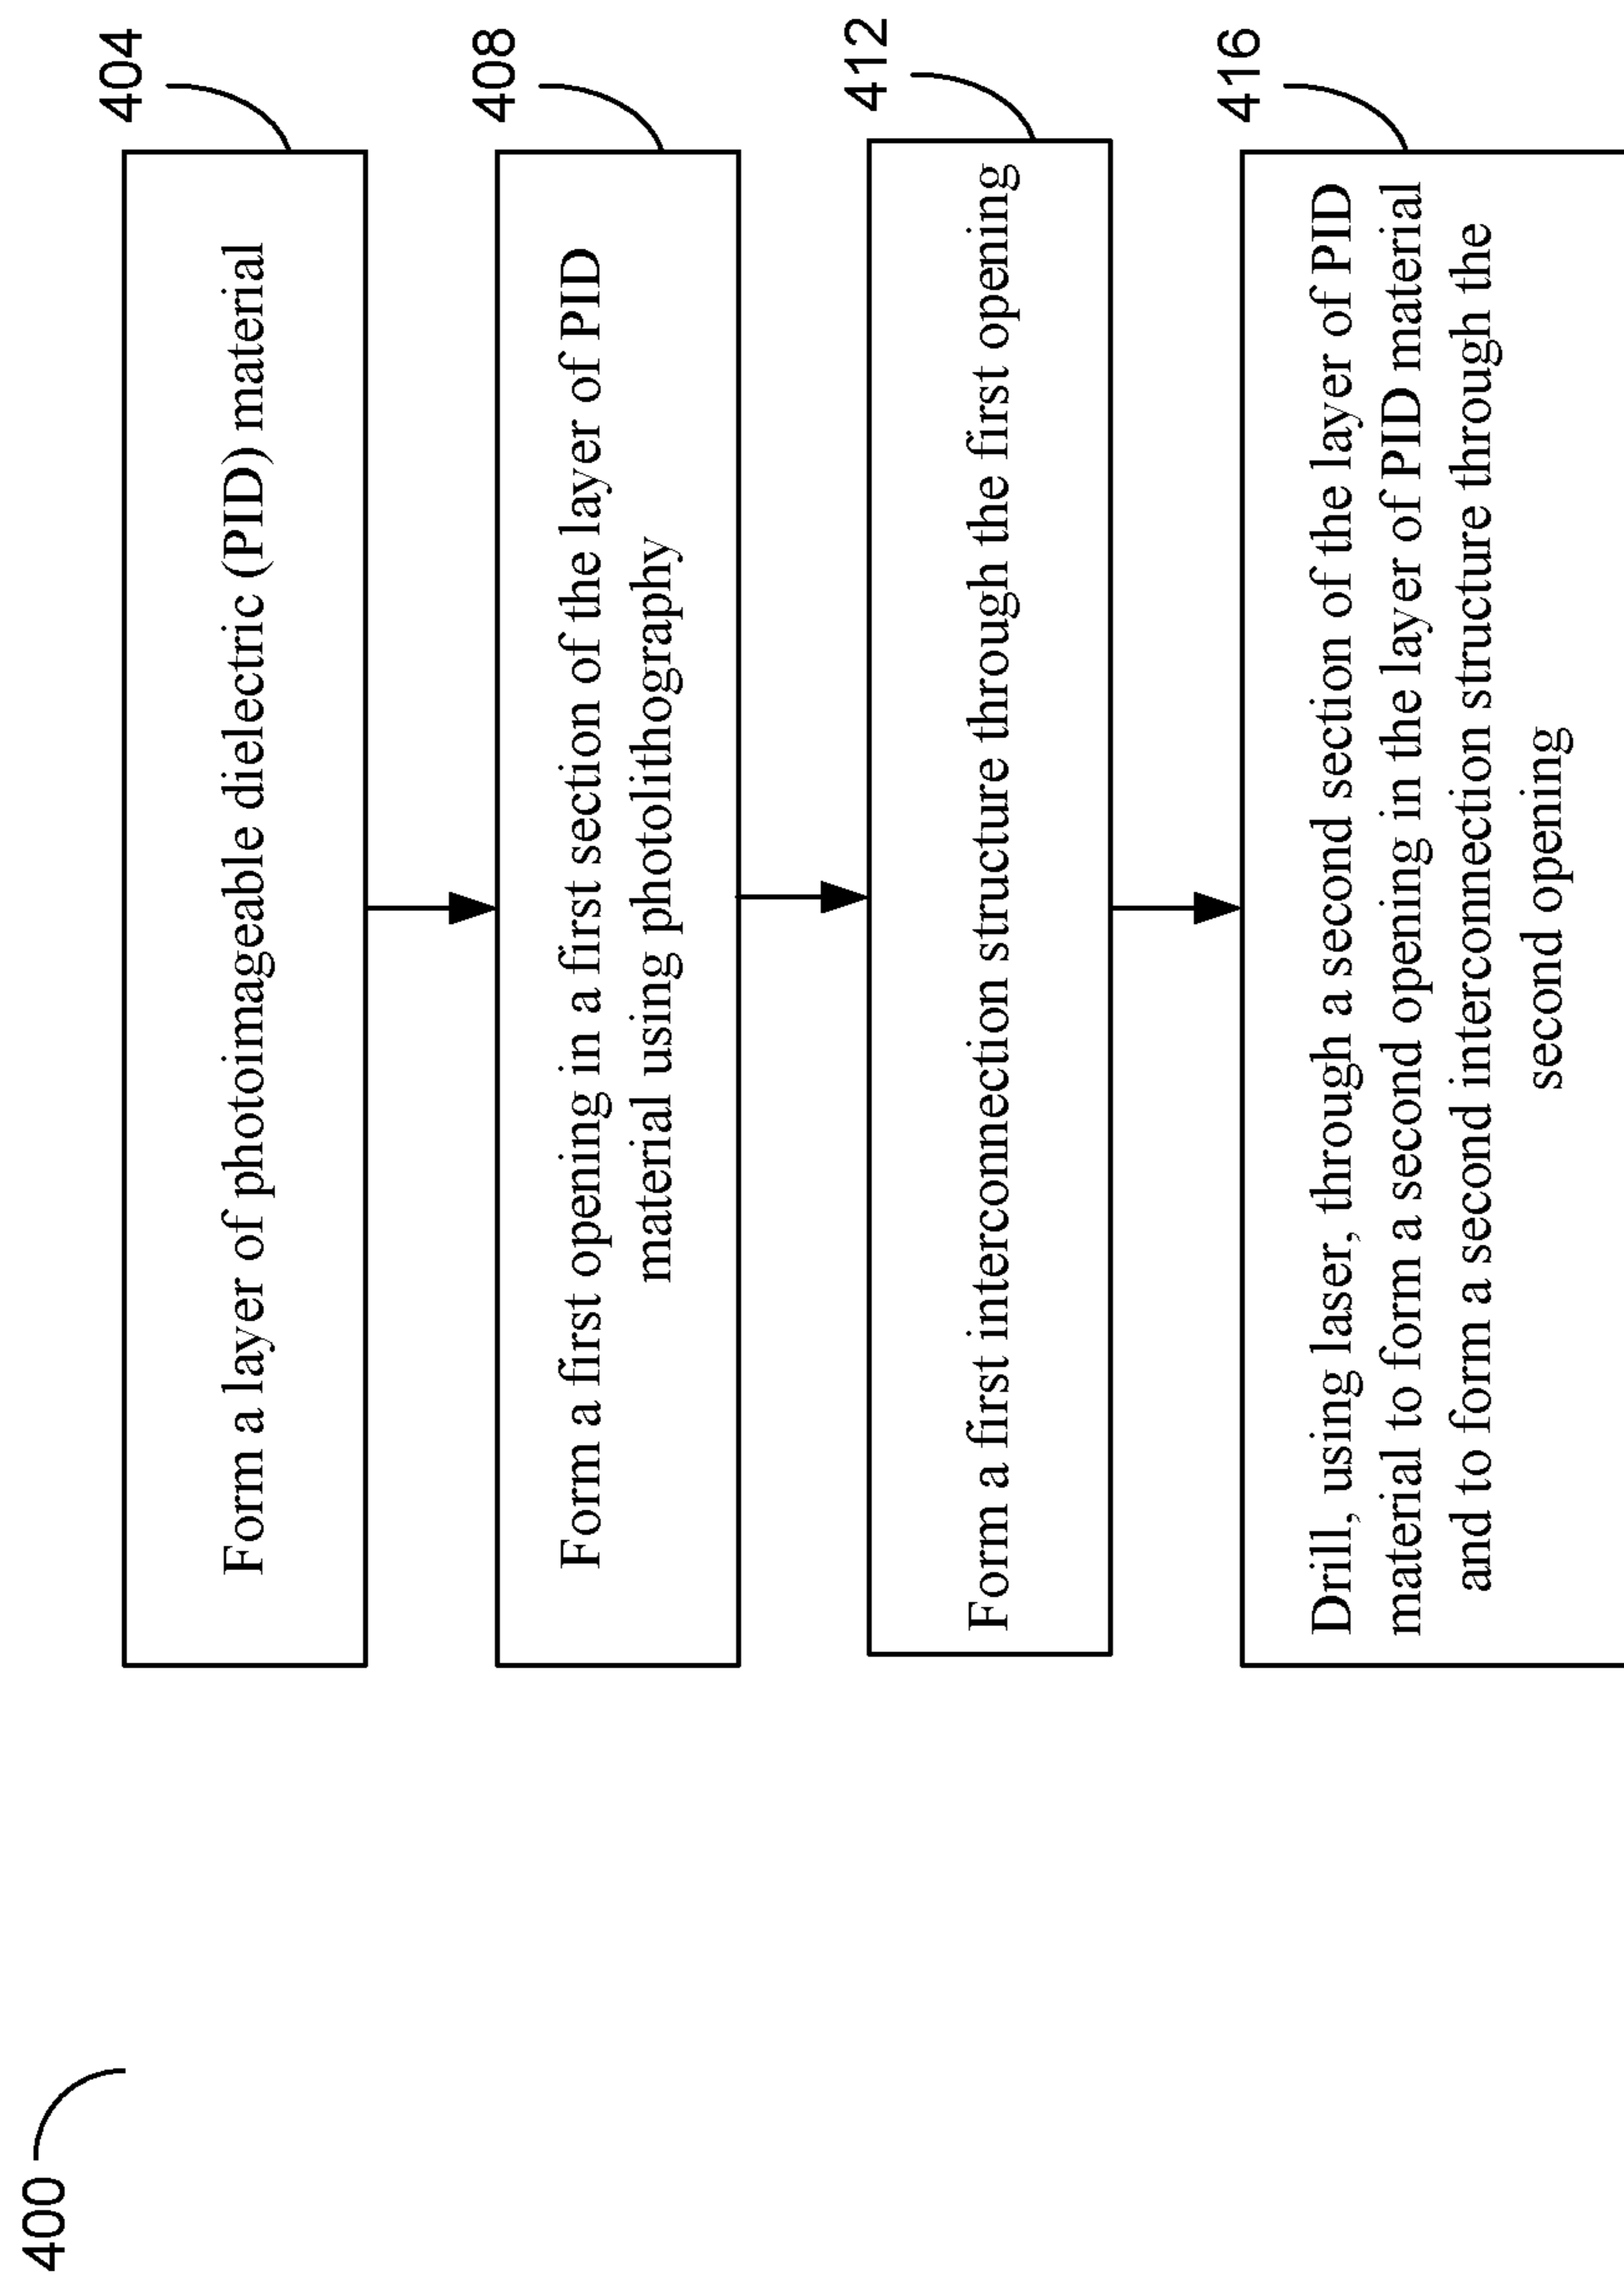 400
404
Form a layer of photoimageable dielectric (PID) material
408
Form a first opening in a first section of the layer of PID
material using photolithography
412
Form a first interconnection structure through the first opening
416
Drill, using laser, through a second section of the layer of PID
material to form a second opening in the layer of PID material
and to form a second interconnection structure through the
second opening